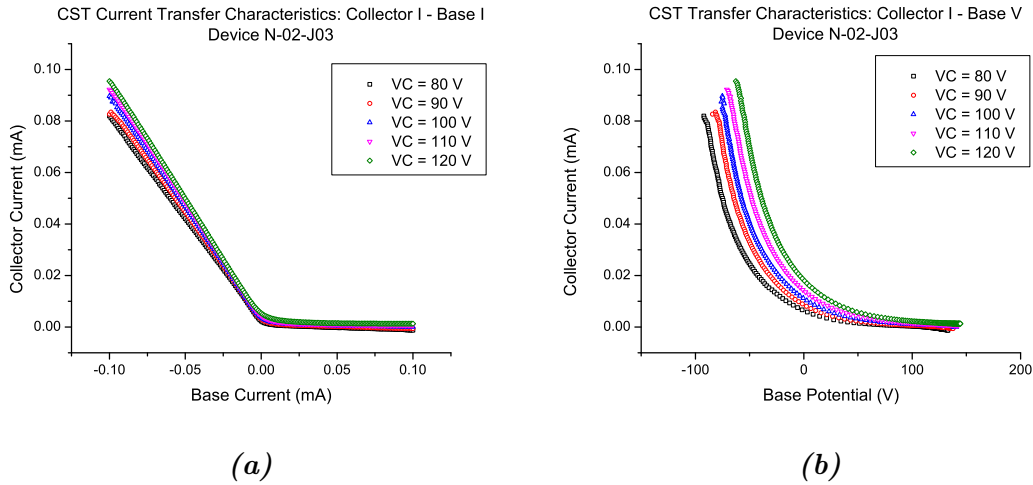 CST Current Transfer Characteristics: Collector I - Base I
Device N-02-J03
VC = 80 V
VC = 90 V
VC = 100 V
VC = 110 V
VC = 120 V
0.10
0.08
0.06
0.04
0.02
0.00
Collector Current (mA)
-0.10
-0.05
0.00
0.05
0.10
Base Current (mA)
(a)
CST Transfer Characteristics: Collector I - Base V
Device N-02-J03
VC = 80 V
VC = 90 V
VC = 100 V
VC = 110 V
VC = 120 V
0.10
0.08
0.06
0.04
0.02
0.00
Collector Current (mA)
-100
0
100
200
Base Potential (V)
(b)